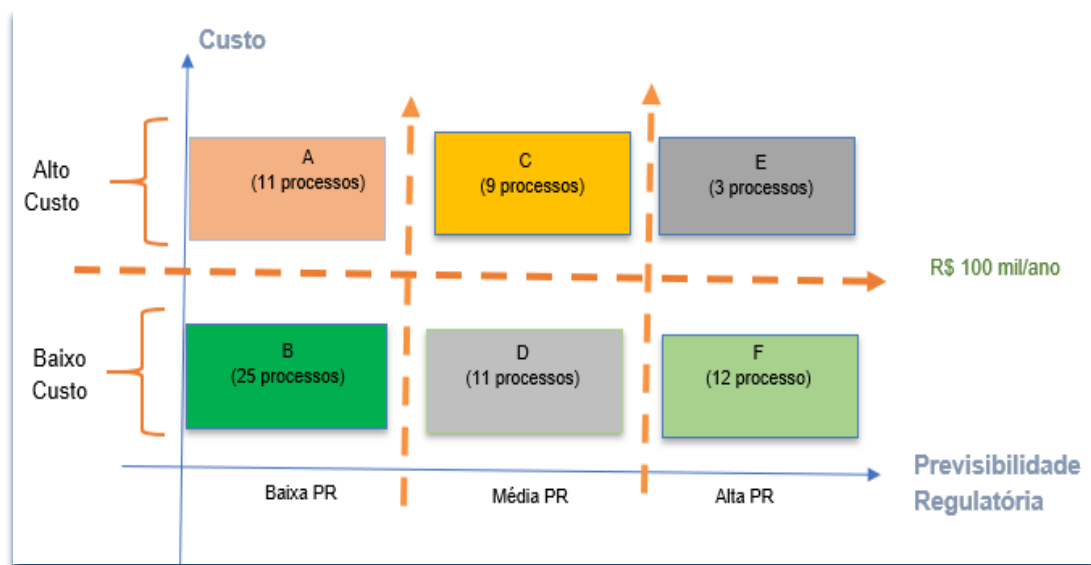 Custo
Alto
Custo
A
(11 processos)
C
(9 processos)
E
(3 processos)
R$ 100 mil/ano
Baixo
Custo
B
(25 processos)
D
(11 processos)
F
(12 processo)
Baixa PR
Média PR
Alta PR
Previsibilidade
Regulatória